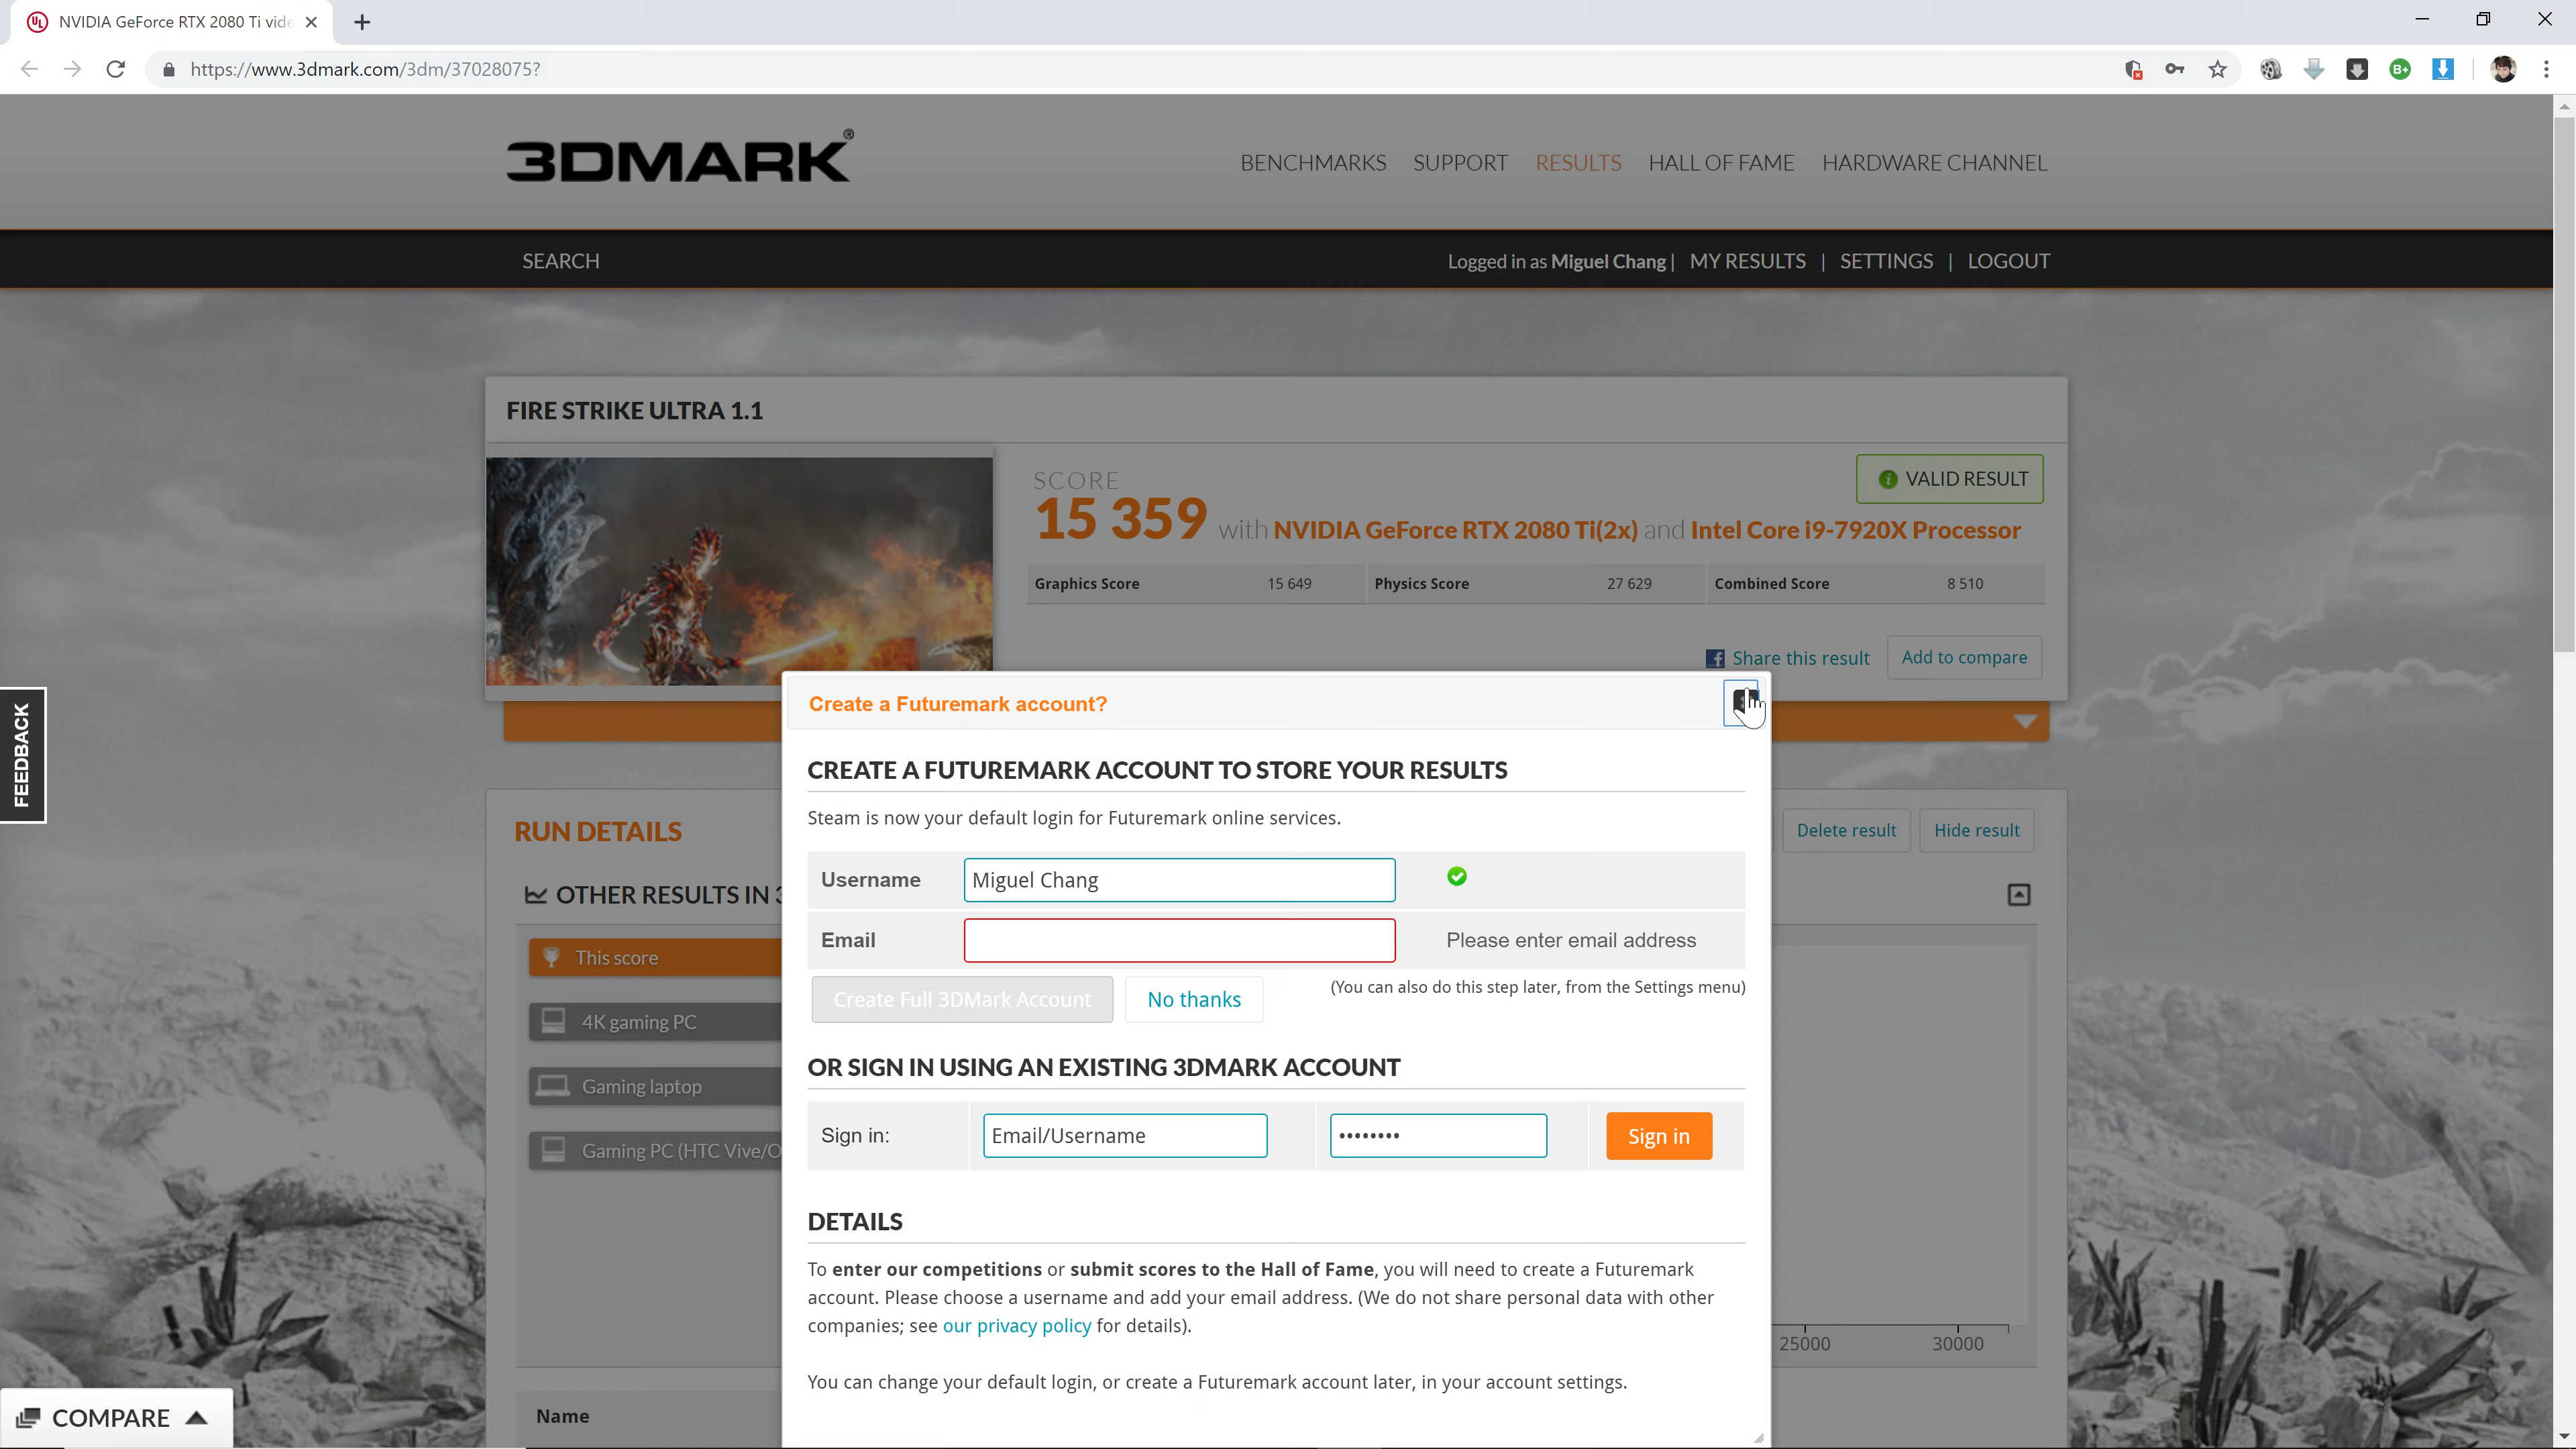 NVIDIA GeForce RTX 2080 Ti vide
https://www.3dmark.com/3dm/37028075?
3DMARK®
BENCHMARKS SUPPORT RESULTS HALL OF FAME HARDWARE CHANNEL
SEARCH
Logged in as Miguel Chang | MY RESULTS | SETTINGS | LOGOUT
FIRE STRIKE ULTRA 1.1
SCORE
VALID RESULT
15 359 with NVIDIA GeForce RTX 2080 Ti(2x) and Intel Core i9-7920X Processor
Graphics Score 15 649 Physics Score 27 629 Combined Score 8 510
Share this result Add to compare
FEEDBACK
Create a Futuremark account?
CREATE A FUTUREMARK ACCOUNT TO STORE YOUR RESULTS
Steam is now your default login for Futuremark online services.
RUN DETAILS
Delete result Hide result
Username Miguel Chang
OTHER RESULTS IN 3
Email Please enter email address
This score
Create Full 3DMark Account No thanks (You can also do this step later, from the Settings menu)
4K gaming PC
OR SIGN IN USING AN EXISTING 3DMARK ACCOUNT
Gaming laptop
Sign in: Email/Username •••••••• Sign in
Gaming PC (HTC Vive/O
DETAILS
To enter our competitions or submit scores to the Hall of Fame, you will need to create a Futuremark
account. Please choose a username and add your email address. (We do not share personal data with other
companies; see our privacy policy for details).
25000 30000
You can change your default login, or create a Futuremark account later, in your account settings.
Name
COMPARE